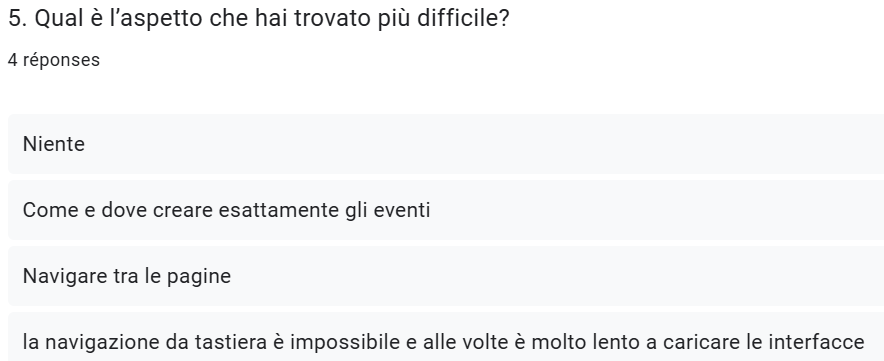 5. Qual è l’aspetto che hai trovato più difficile?
4 réponses
Niente
Come e dove creare esattamente gli eventi
Navigare tra le pagine
la navigazione da tastiera è impossibile e alle volte è molto lento a caricare le interfacce